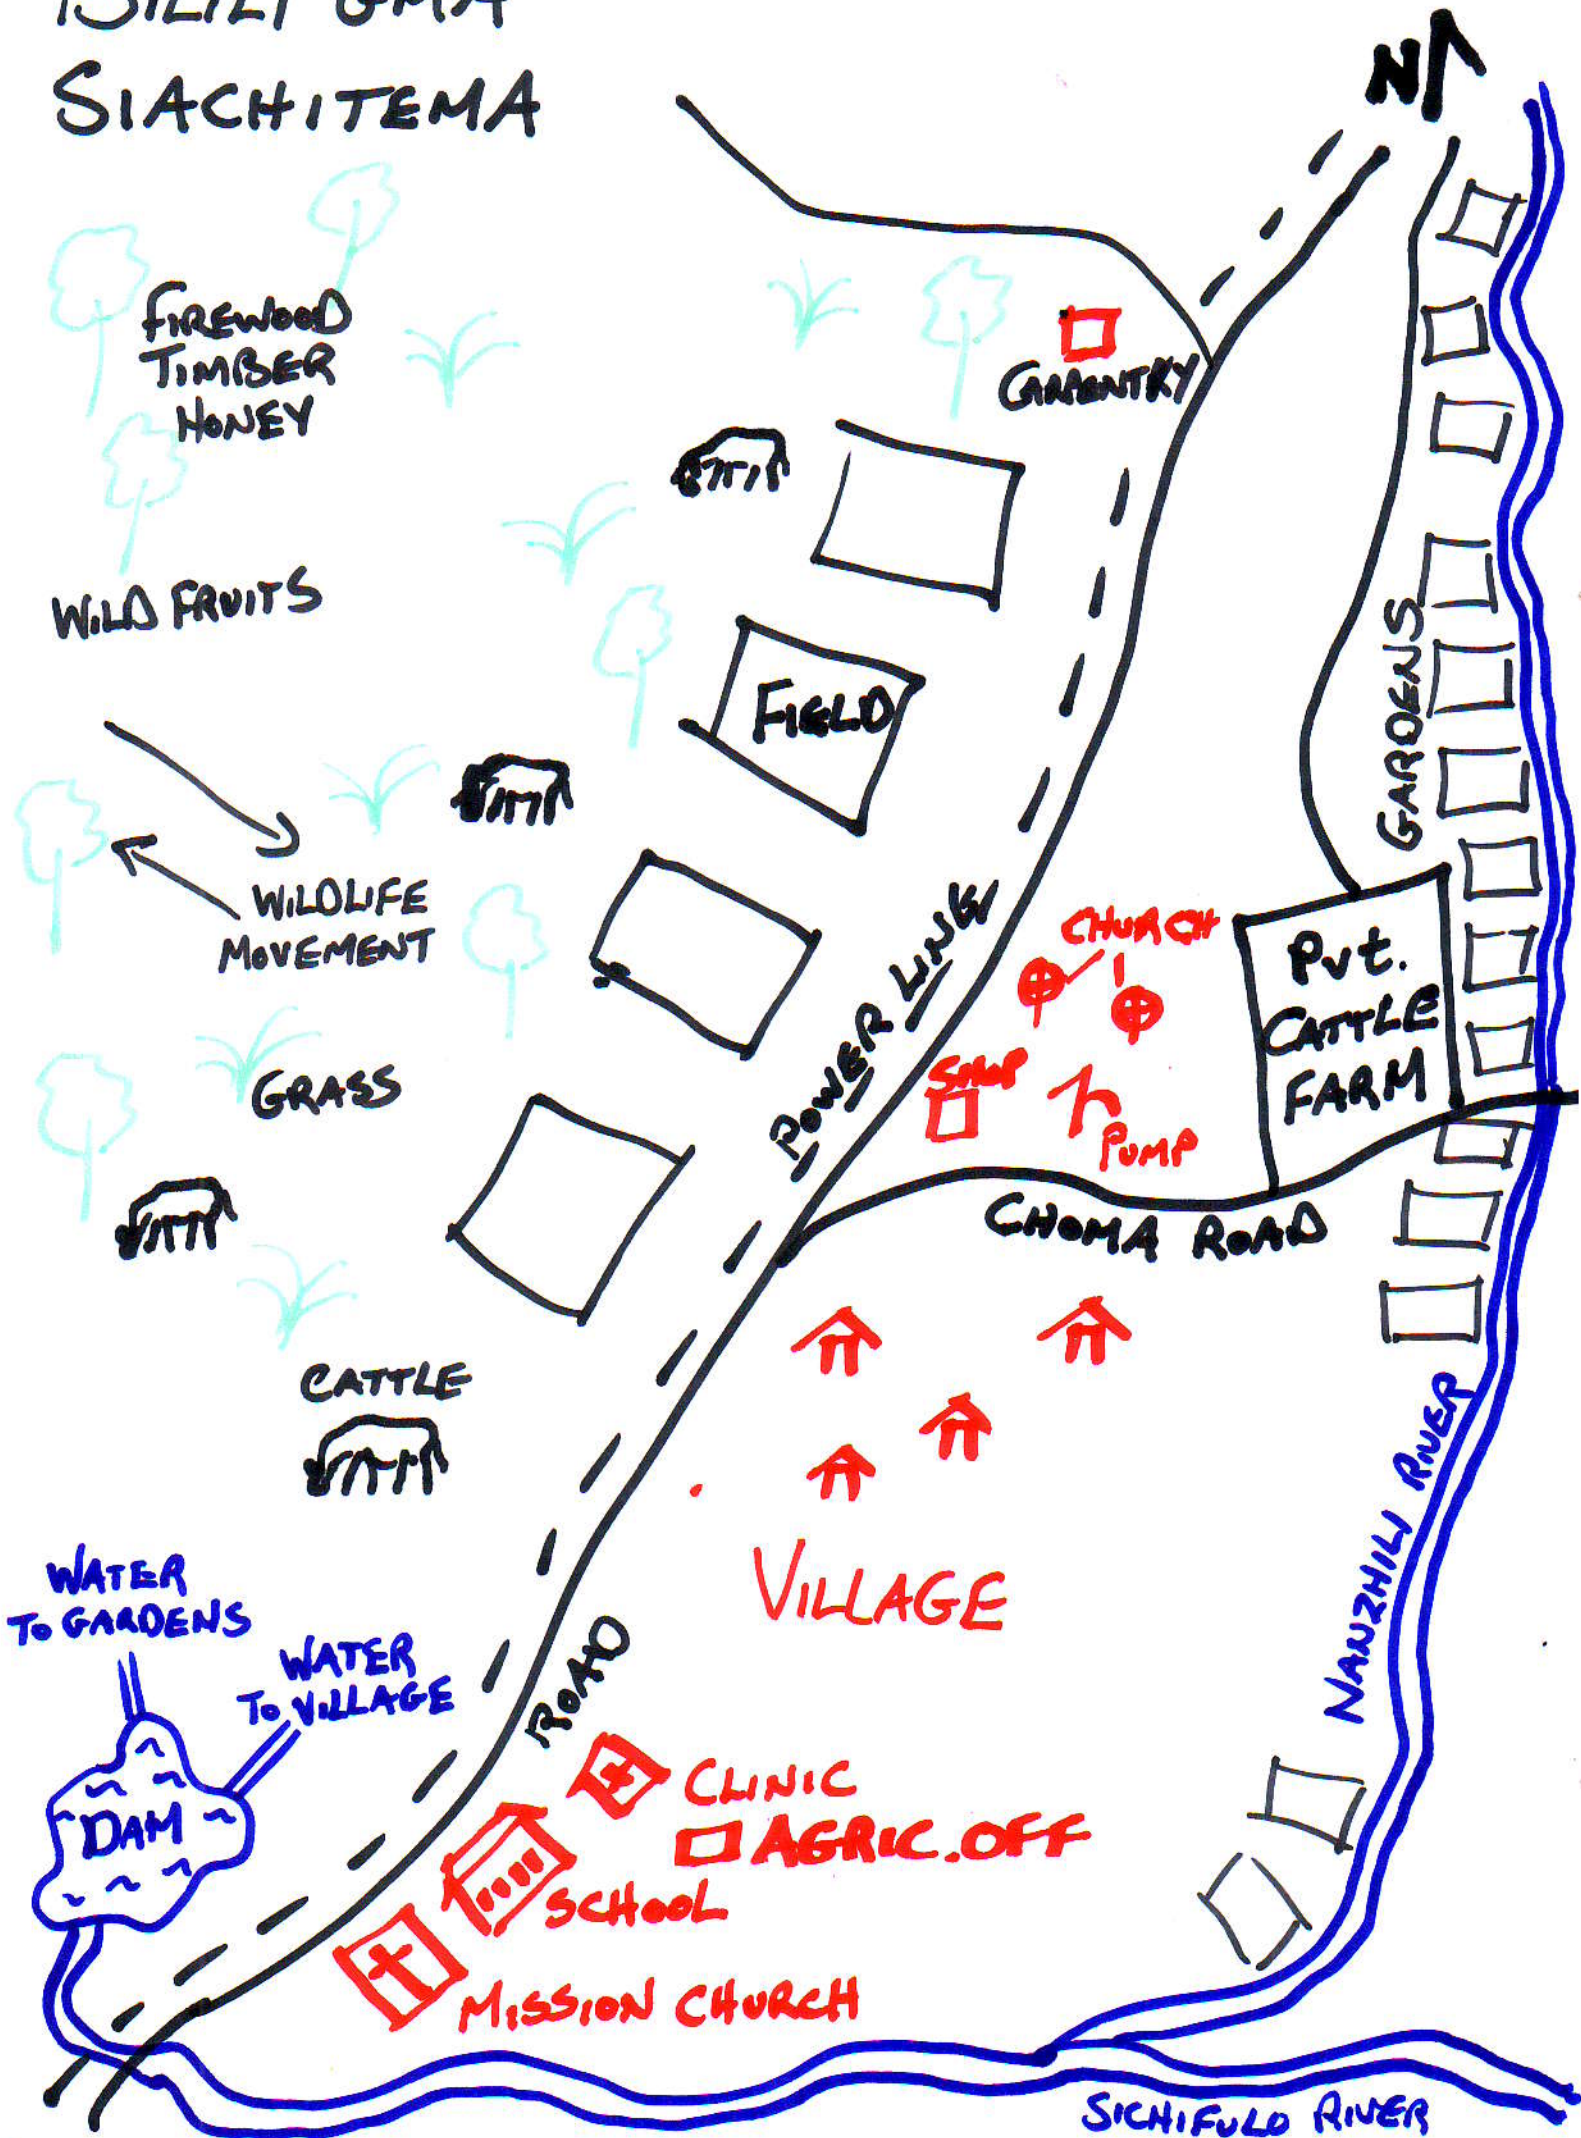 BILILI GMA
SIACHITEMA
N
FIREWOOD
TIMBER
HONEY
CARPENTRY
WILD FRUITS
FIELD
GARDENS
WILDLIFE
MOVEMENT
POWER LINE
CHURCH
Pvt.
CATTLE
FARM
SHOP
PUMP
GRASS
CHOMA ROAD
CATTLE
NANZHILI RIVER
VILLAGE
WATER
TO GARDENS
WATER
TO VILLAGE
ROAD
DAM
CLINIC
AGRIC.OFF
SCHOOL
MISSION CHURCH
SICHIFULO RIVER